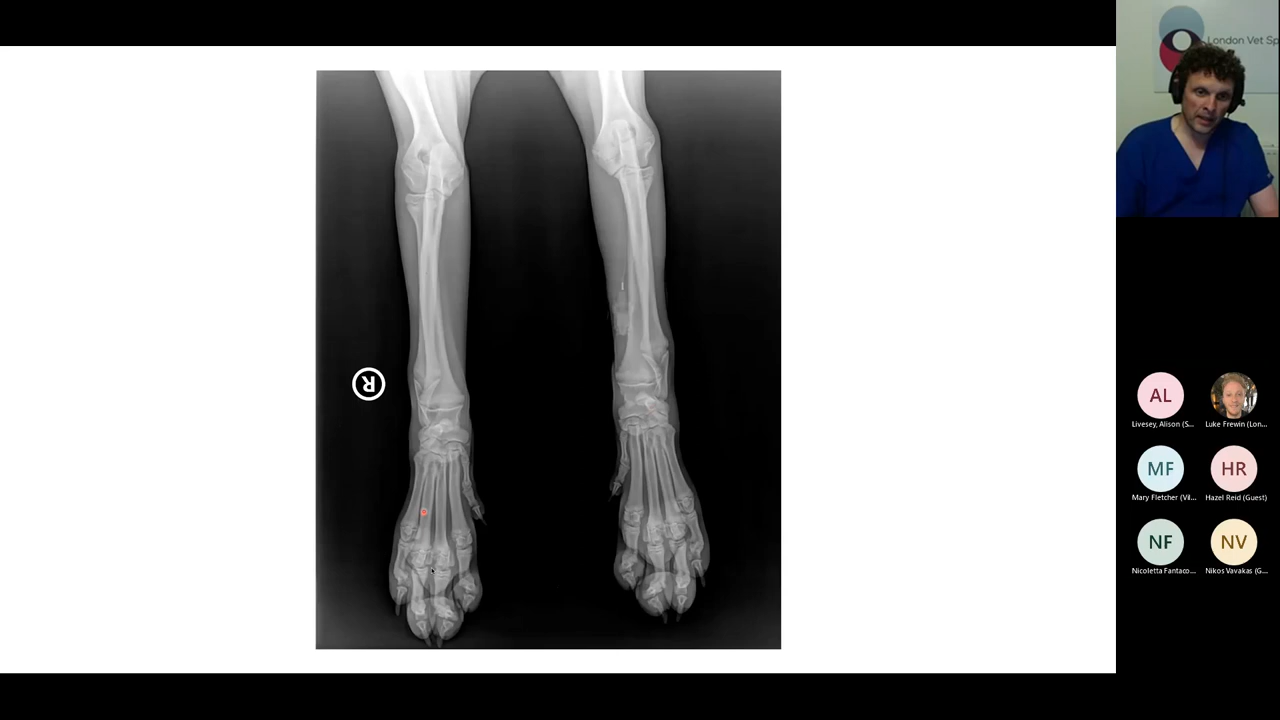 London Vet Sp
R
AL
Livesey, Alison (S...
Luke Frewin (Lon...
MF
HR
Mary Fletcher (Vil...
Hazel Reid (Guest)
NF
NV
Nicoletta Fantaco...
Nikos Vavakas (G...